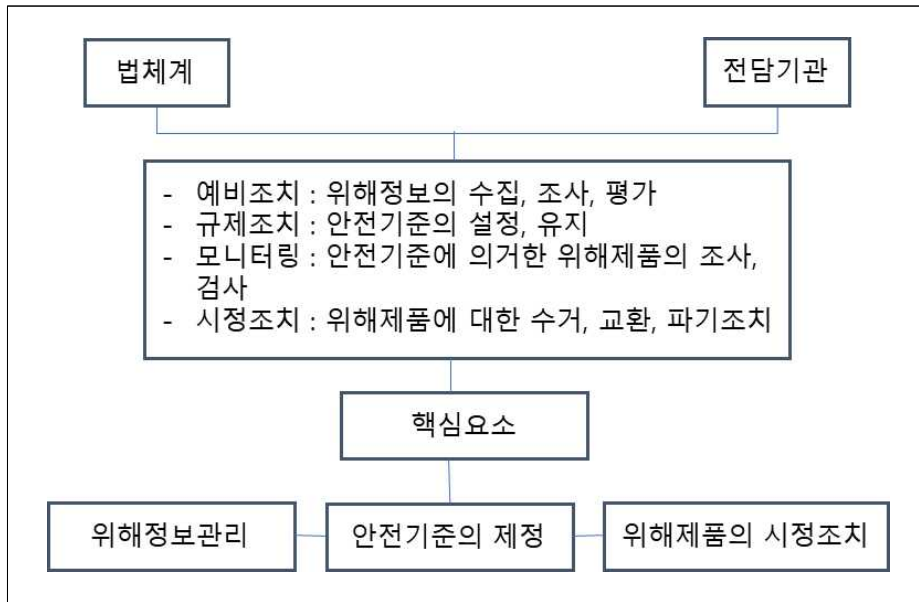 법체계
전담기관
- 예비조치 : 위해정보의 수집, 조사, 평가
- 규제조치 : 안전기준의 설정, 유지
- 모니터링 : 안전기준에 의거한 위해제품의 조사,
검사
- 시정조치 : 위해제품에 대한 수거, 교환, 파기조치
핵심요소
위해정보관리
안전기준의 제정
위해제품의 시정조치